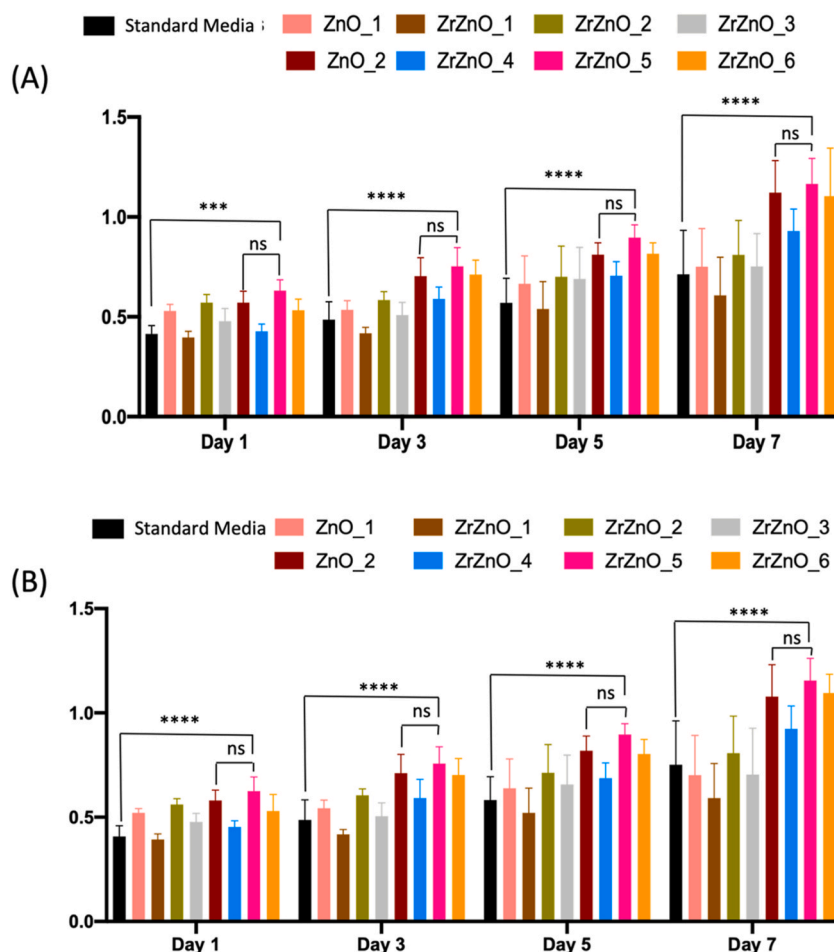 Standard Media : ZnO_1 ZrZnO_1 ZrZnO_2 ZrZnO_3
ZnO_2 ZrZnO_4 ZrZnO_5 ZrZnO_6
(A)
1.5
1.0
0.5
0.0
*** ns
**** ns
**** ns
**** ns
Day 1 Day 3 Day 5 Day 7
Standard Media ZnO_1 ZrZnO_1 ZrZnO_2 ZrZnO_3
ZnO_2 ZrZnO_4 ZrZnO_5 ZrZnO_6
(B)
1.5
1.0
0.5
0.0
**** ns
**** ns
**** ns
**** ns
Day 1 Day 3 Day 5 Day 7